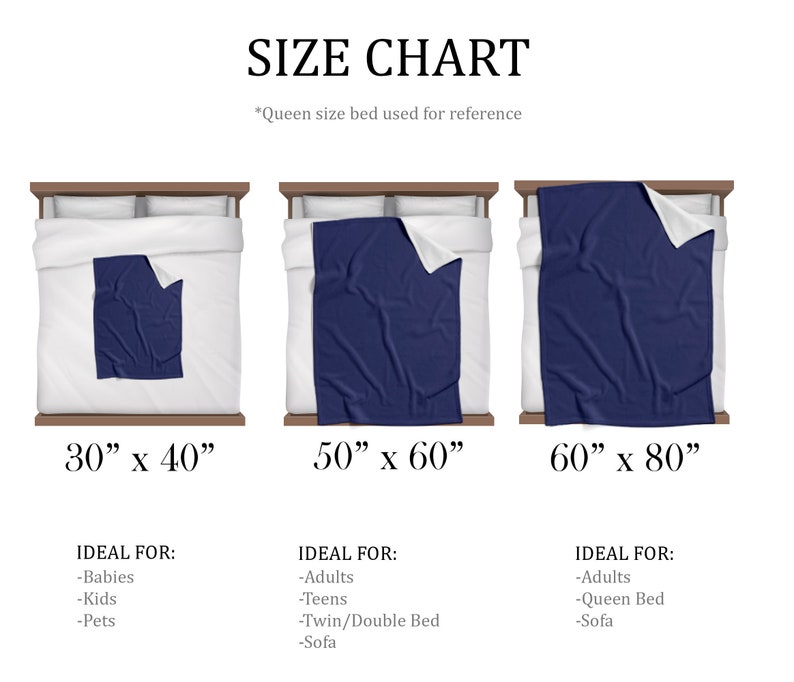 SIZE CHART
*Queen size bed used for reference
30” x 40”
50” x 60”
60” x 80”
IDEAL FOR:
-Babies
-Kids
-Pets
IDEAL FOR:
-Adults
-Teens
-Twin/Double Bed
-Sofa
IDEAL FOR:
-Adults
-Queen Bed
-Sofa